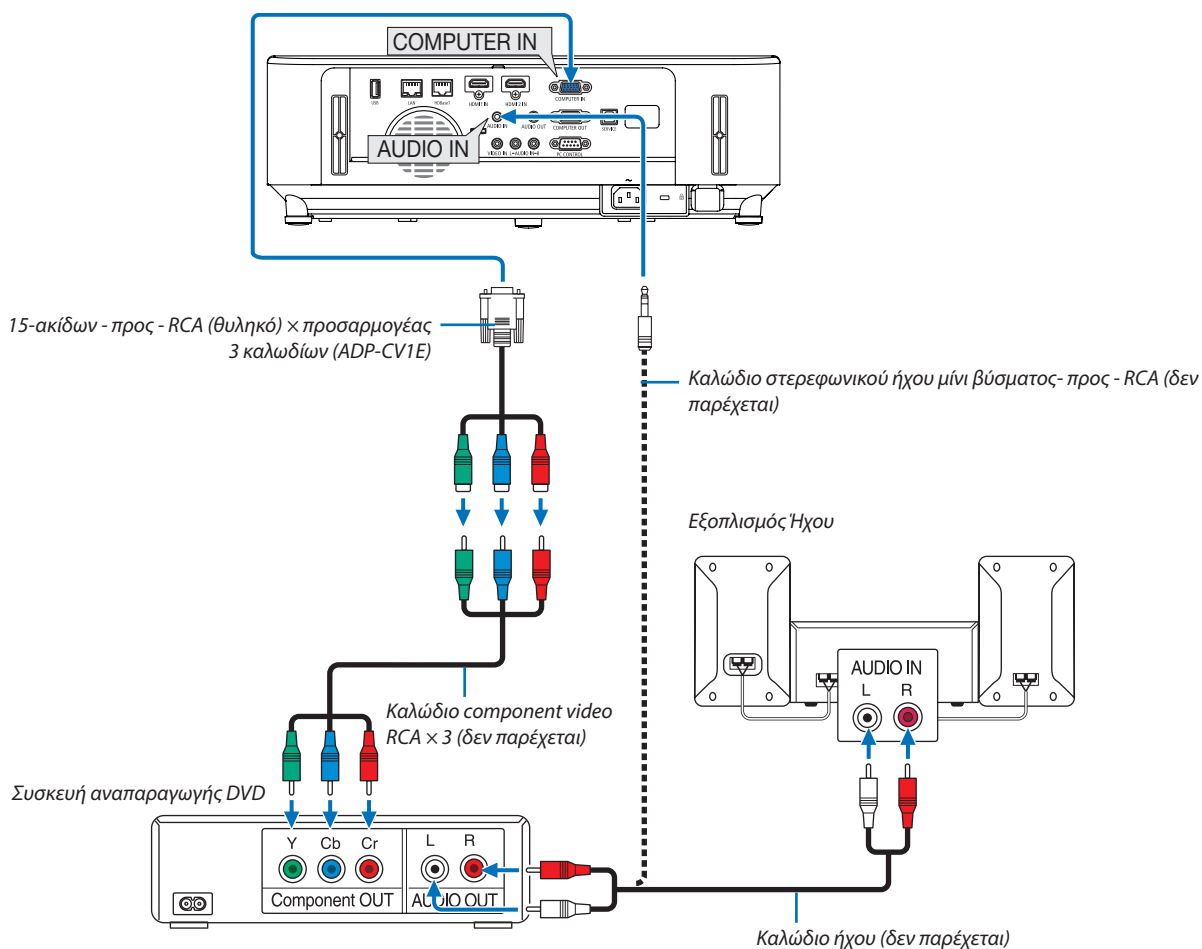 COMPUTER IN
USB
LAN
HDBaseT
HDMI1 IN
HDMI 2 IN
COMPUTER IN
AUDIO IN
AUDIO OUT
COMPUTER OUT
SERVICE
AUDIO IN
VIDEO IN
L-AUDIO IN-R
PC CONTROL
15-ακίδων - προς - RCA (θυληκό) × προσαρμογέας
3 καλωδίων (ADP-CV1E)
Καλώδιο στερεφωνικού ήχου μίνι βύσματος- προς - RCA (δεν
παρέχεται)
Εξοπλισμός Ήχου
AUDIO IN
L R
Καλώδιο component video
RCA × 3 (δεν παρέχεται)
Συσκευή αναπαραγωγής DVD
Y Cb Cr
L R
Component OUT
AUDIO OUT
Καλώδιο ήχου (δεν παρέχεται)